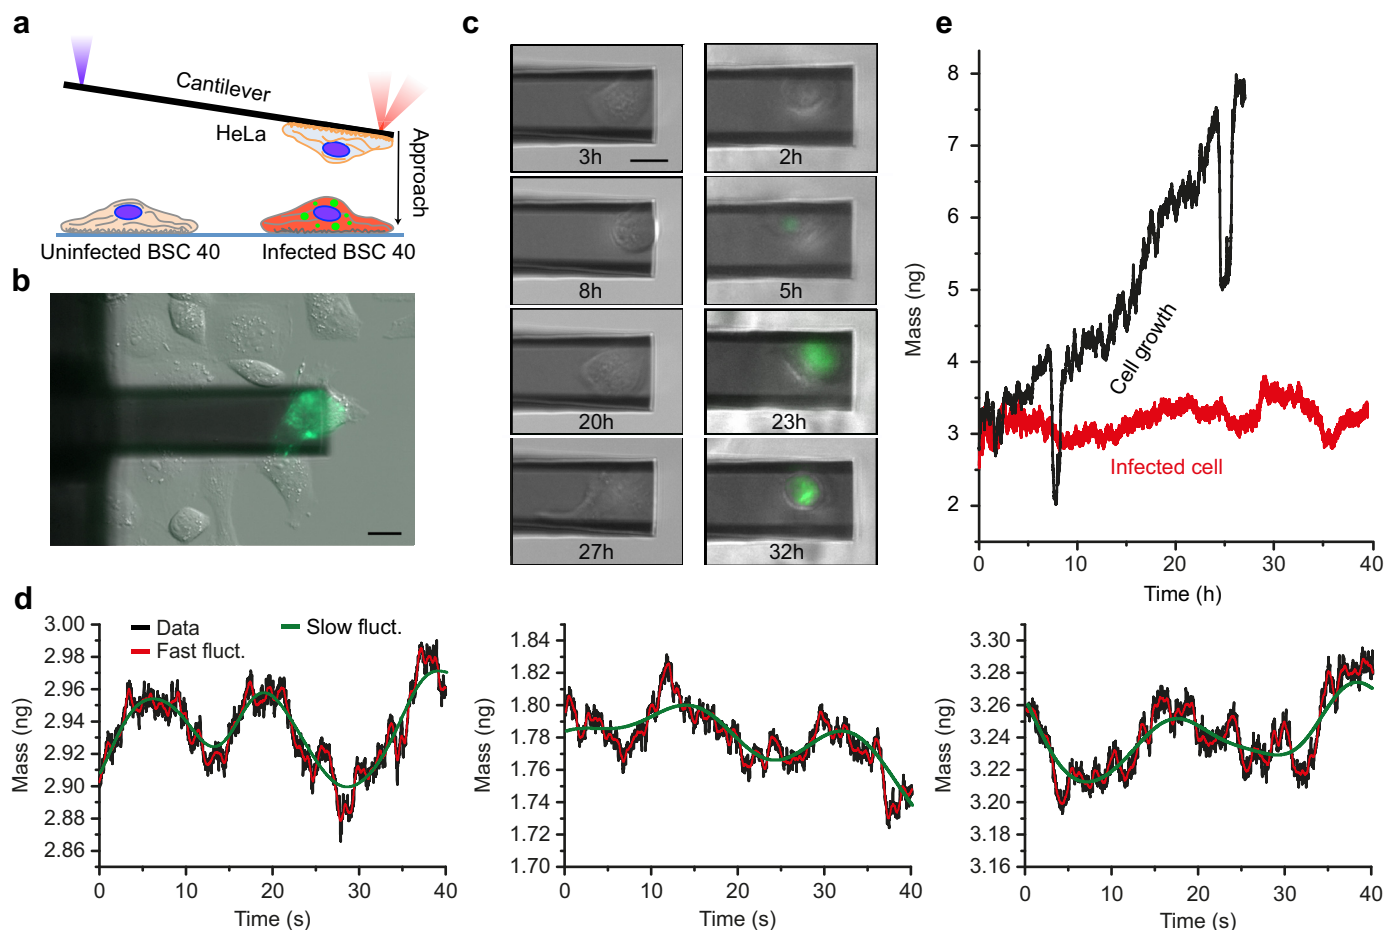 a
Cantilever
HeLa
Approach
Uninfected BSC 40
Infected BSC 40
b
c
3h
2h
8h
5h
20h
23h
27h
32h
e
8
7
6
5
4
3
2
Mass (ng)
Cell growth
Infected cell
0
10
20
30
40
Time (h)
d
3.00
2.98
2.96
2.94
2.92
2.90
2.88
2.86
Mass (ng)
Data
Fast fluct.
Slow fluct.
0
10
20
30
40
Time (s)
1.84
1.82
1.80
1.78
1.76
1.74
1.72
1.70
Mass (ng)
0
10
20
30
40
Time (s)
3.30
3.28
3.26
3.24
3.22
3.20
3.18
3.16
Mass (ng)
0
10
20
30
40
Time (s)